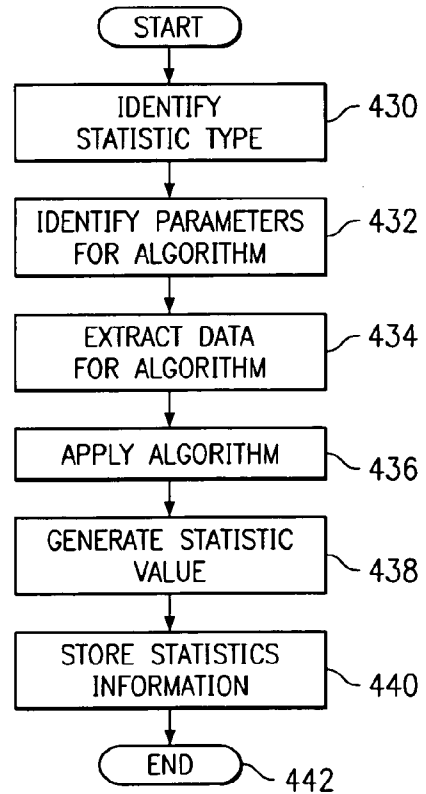 START
IDENTIFY
STATISTIC TYPE
430
IDENTIFY PARAMETERS
FOR ALGORITHM
432
EXTRACT DATA
FOR ALGORITHM
434
APPLY ALGORITHM
436
GENERATE STATISTIC
VALUE
438
STORE STATISTICS
INFORMATION
440
END
442